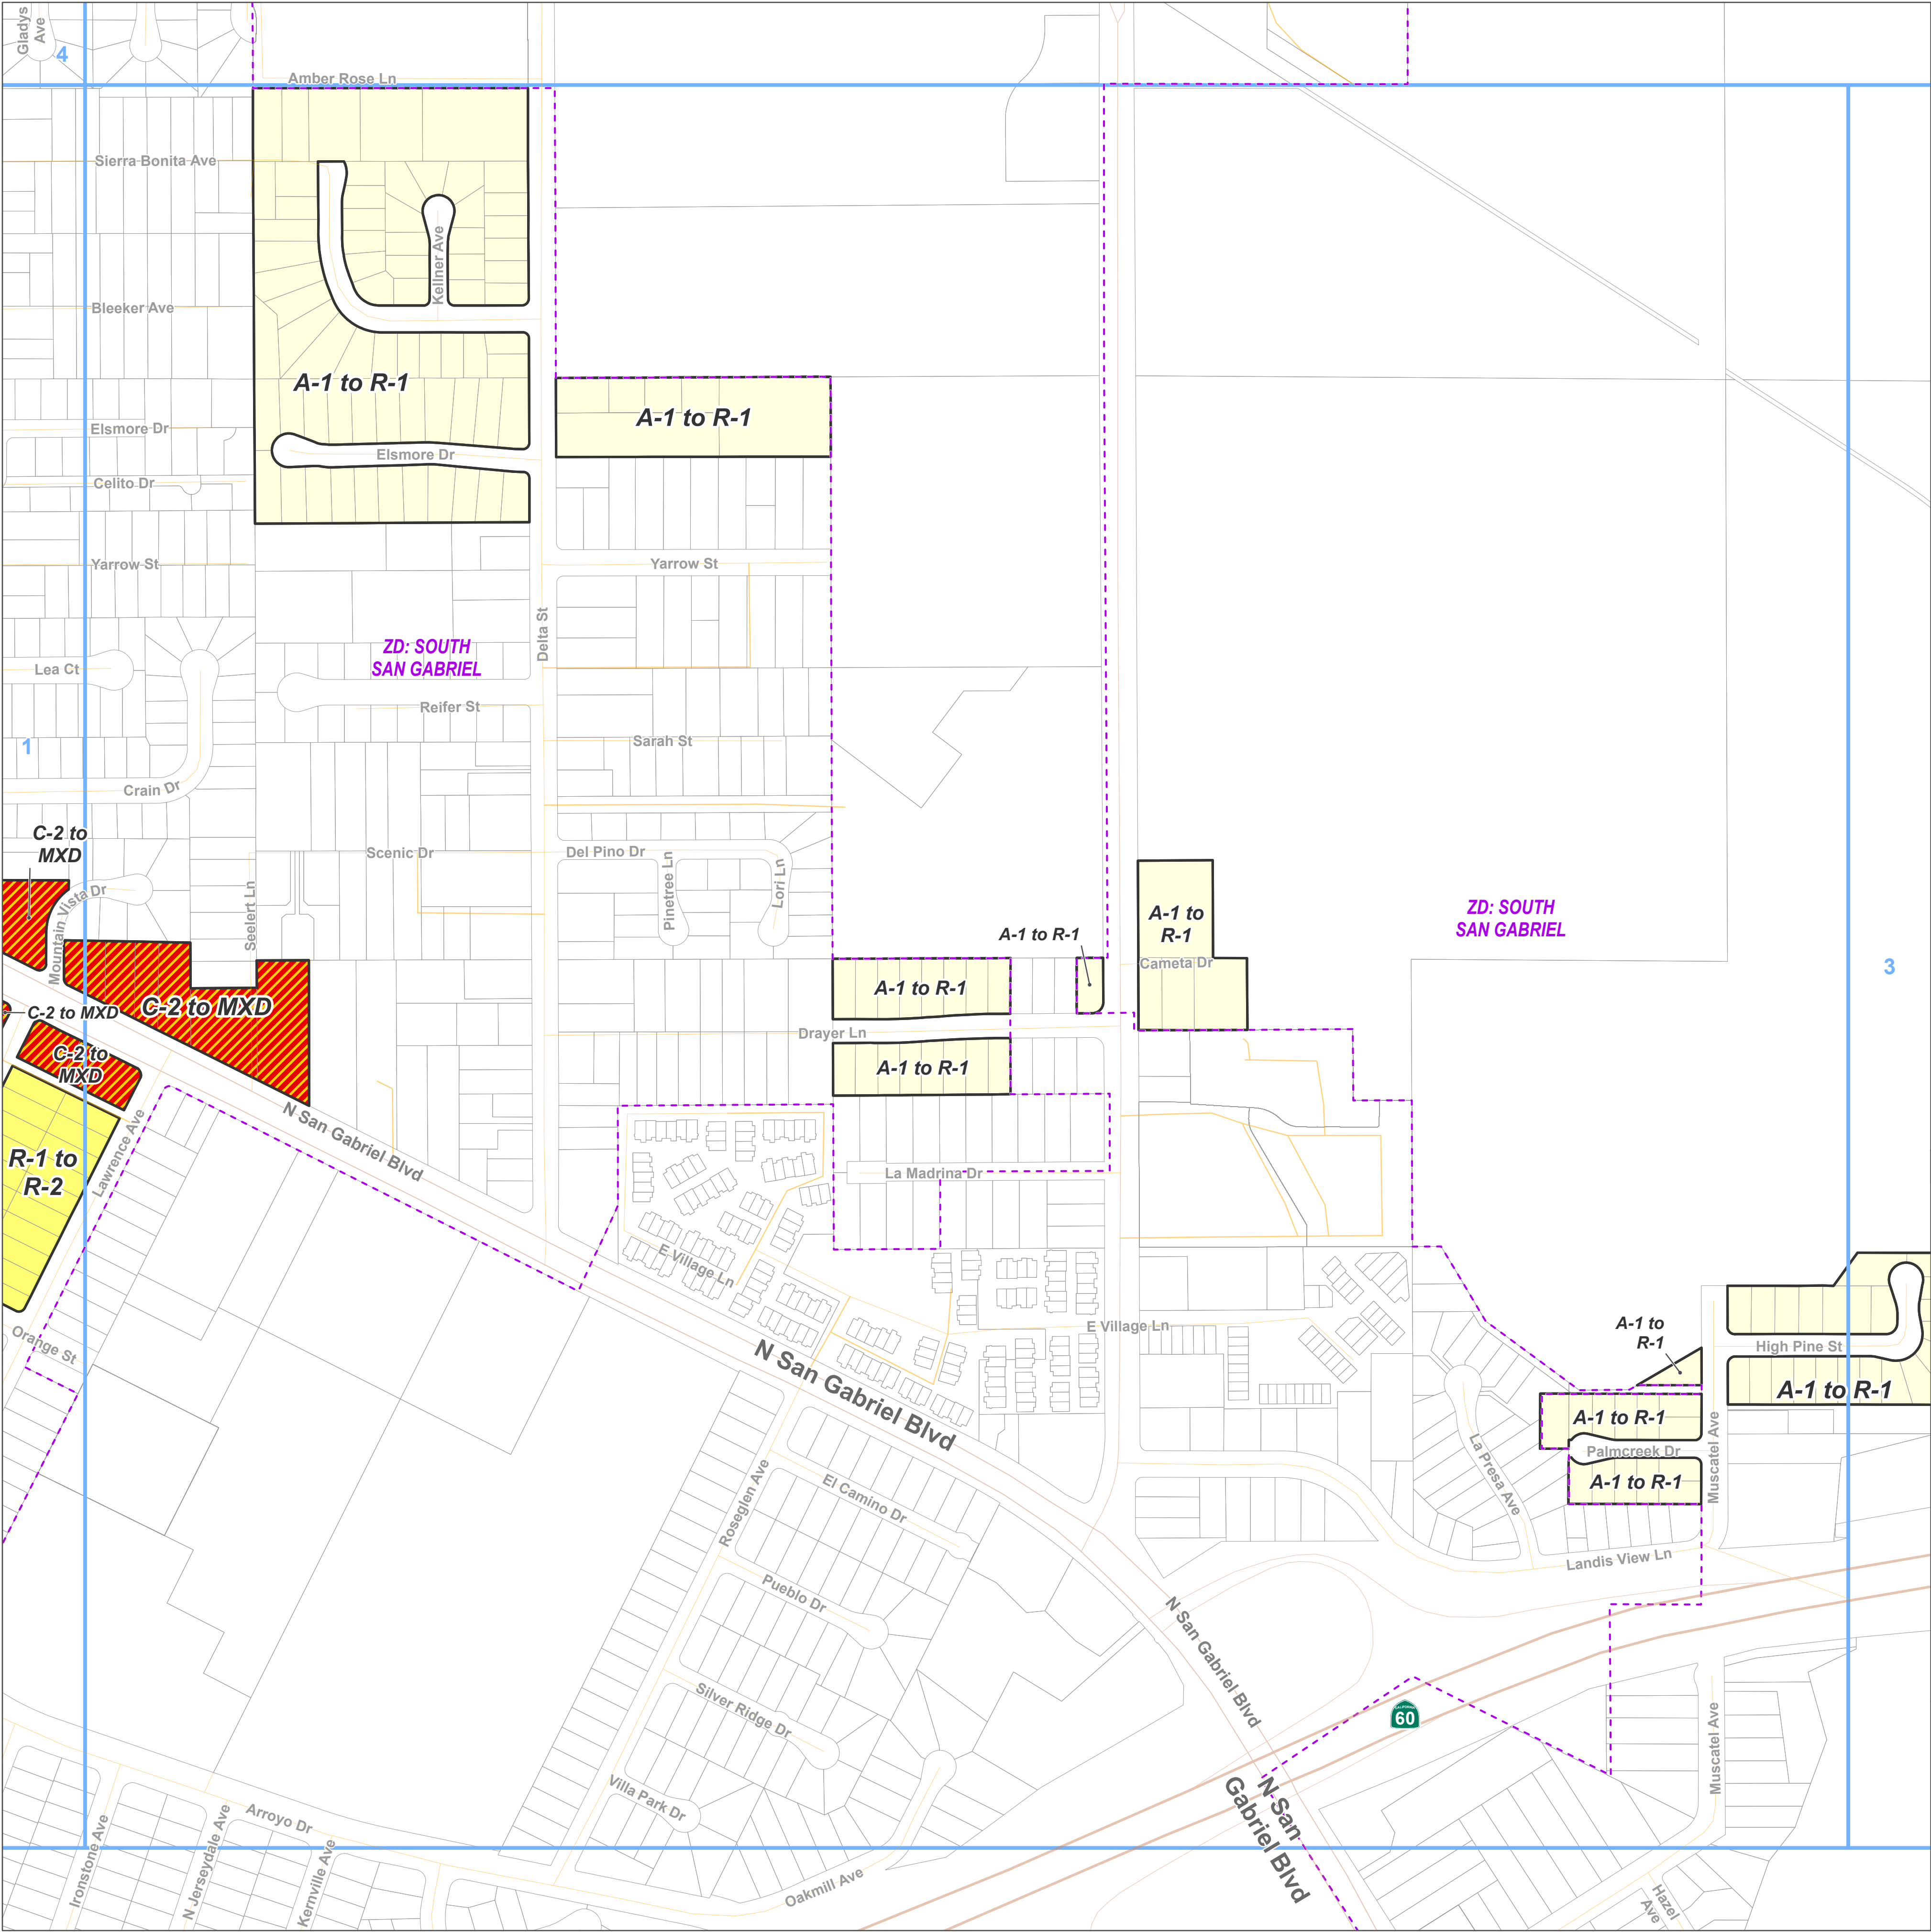 Gladys
Ave
4
Amber Rose Ln
Sierra Bonita Ave
Kellner Ave
Bleeker Ave
A-1 to R-1
A-1 to R-1
Elsmore Dr
Elsmore Dr
Celito Dr
Yarrow St
Yarrow St
Delta St
ZD: SOUTH
SAN GABRIEL
Lea Ct
Reifer St
Sarah St
1
Crain Dr
C-2 to
MXD
Scenic Dr
Del Pino Dr
Pinetree Ln
Lori Ln
Mountain Vista Dr
Seelert Ln
A-1 to R-1
A-1 to
R-1
ZD: SOUTH
SAN GABRIEL
Cameta Dr
3
A-1 to R-1
C-2 to MXD
C-2 to MXD
Drayer Ln
C-2 to
MXD
A-1 to R-1
N San Gabriel Blvd
Lawrence Ave
R-1 to
R-2
La Madrina Dr
E Village Ln
E Village Ln
Orange St
N San Gabriel Blvd
A-1 to
R-1
High Pine St
A-1 to R-1
A-1 to R-1
Palmcreek Dr
A-1 to R-1
Muscatel Ave
La Presa Ave
Roseglen Ave
El Camino Dr
Landis View Ln
Pueblo Dr
N San Gabriel Blvd
Silver Ridge Dr
CALIFORNIA
60
Muscatel Ave
Villa Park Dr
N San
Gabriel Blvd
Arroyo Dr
Ironstone Ave
N Jerseydale Ave
Kernville Ave
Oakmill Ave
Hazel
Ave